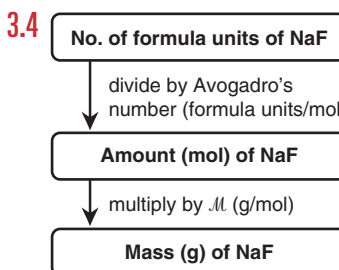 3.4
No. of formula units of NaF
divide by Avogadro's
number (formula units/mol
Amount (mol) of NaF
multiply by ℳ (g/mol)
Mass (g) of NaF